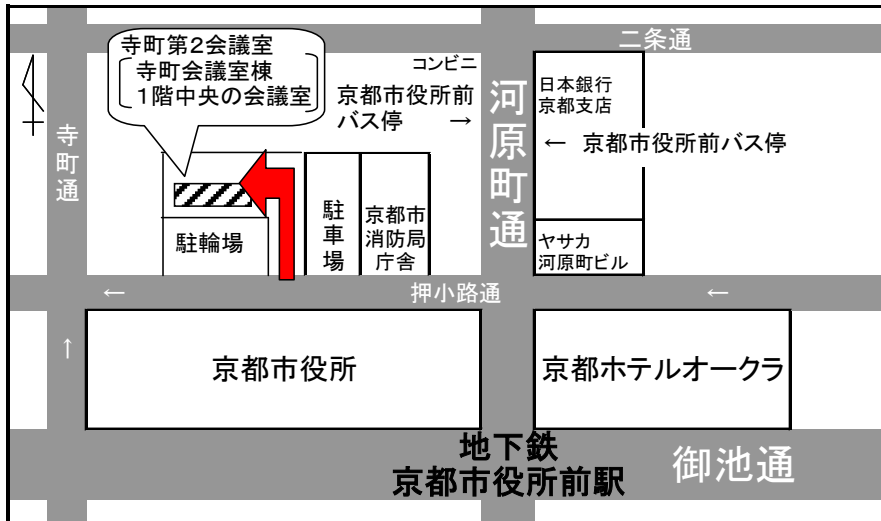 二条通
寺町第2会議室
寺町会議室棟
1階中央の会議室
コンビニ
京都市役所前
バス停 →
河原町通
日本銀行
京都支店
← 京都市役所前バス停
寺町通
駐輪場
駐車場
京都市
消防局
庁舎
ヤサカ
河原町ビル
←
押小路通
←
↑
京都市役所
京都ホテルオークラ
地下鉄
京都市役所前駅
御池通